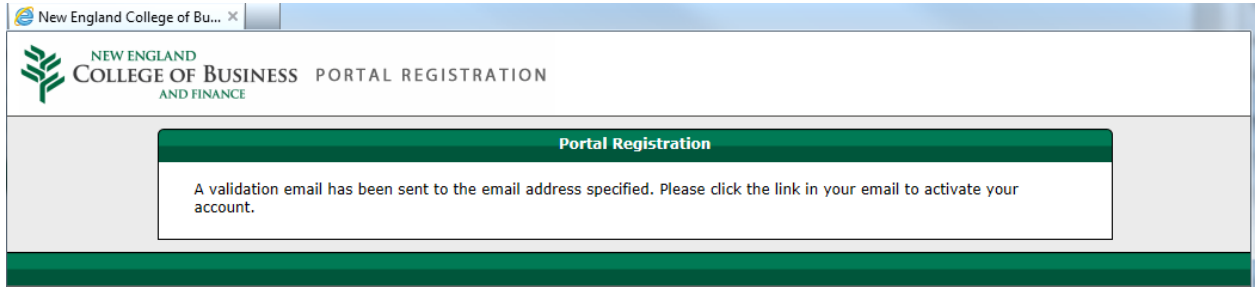 New England College of Bu...
NEW ENGLAND
COLLEGE OF BUSINESS PORTAL REGISTRATION
AND FINANCE
Portal Registration
A validation email has been sent to the email address specified. Please click the link in your email to activate your
account.